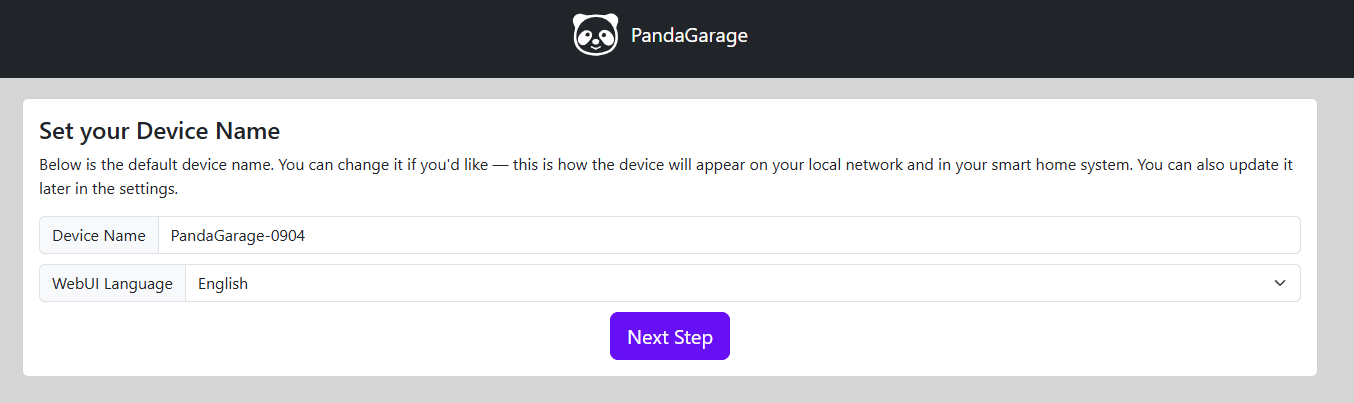 PandaGarage
Set your Device Name
Below is the default device name. You can change it if you'd like — this is how the device will appear on your local network and in your smart home system. You can also update it
later in the settings.
Device Name PandaGarage-0904
WebUI Language English
Next Step